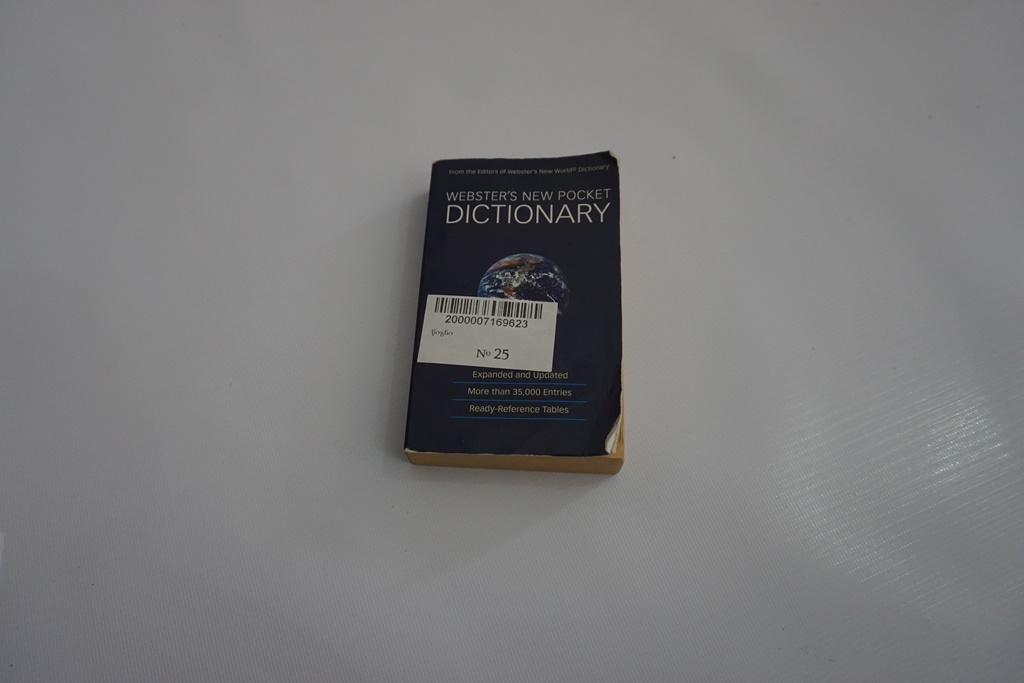 From the Editors of Webster's New World® Dictionary
WEBSTER'S NEW POCKET
DICTIONARY
2000007169623
წიგნი
№ 25
Expanded and Updated
More than 35,000 Entries
Ready-Reference Tables